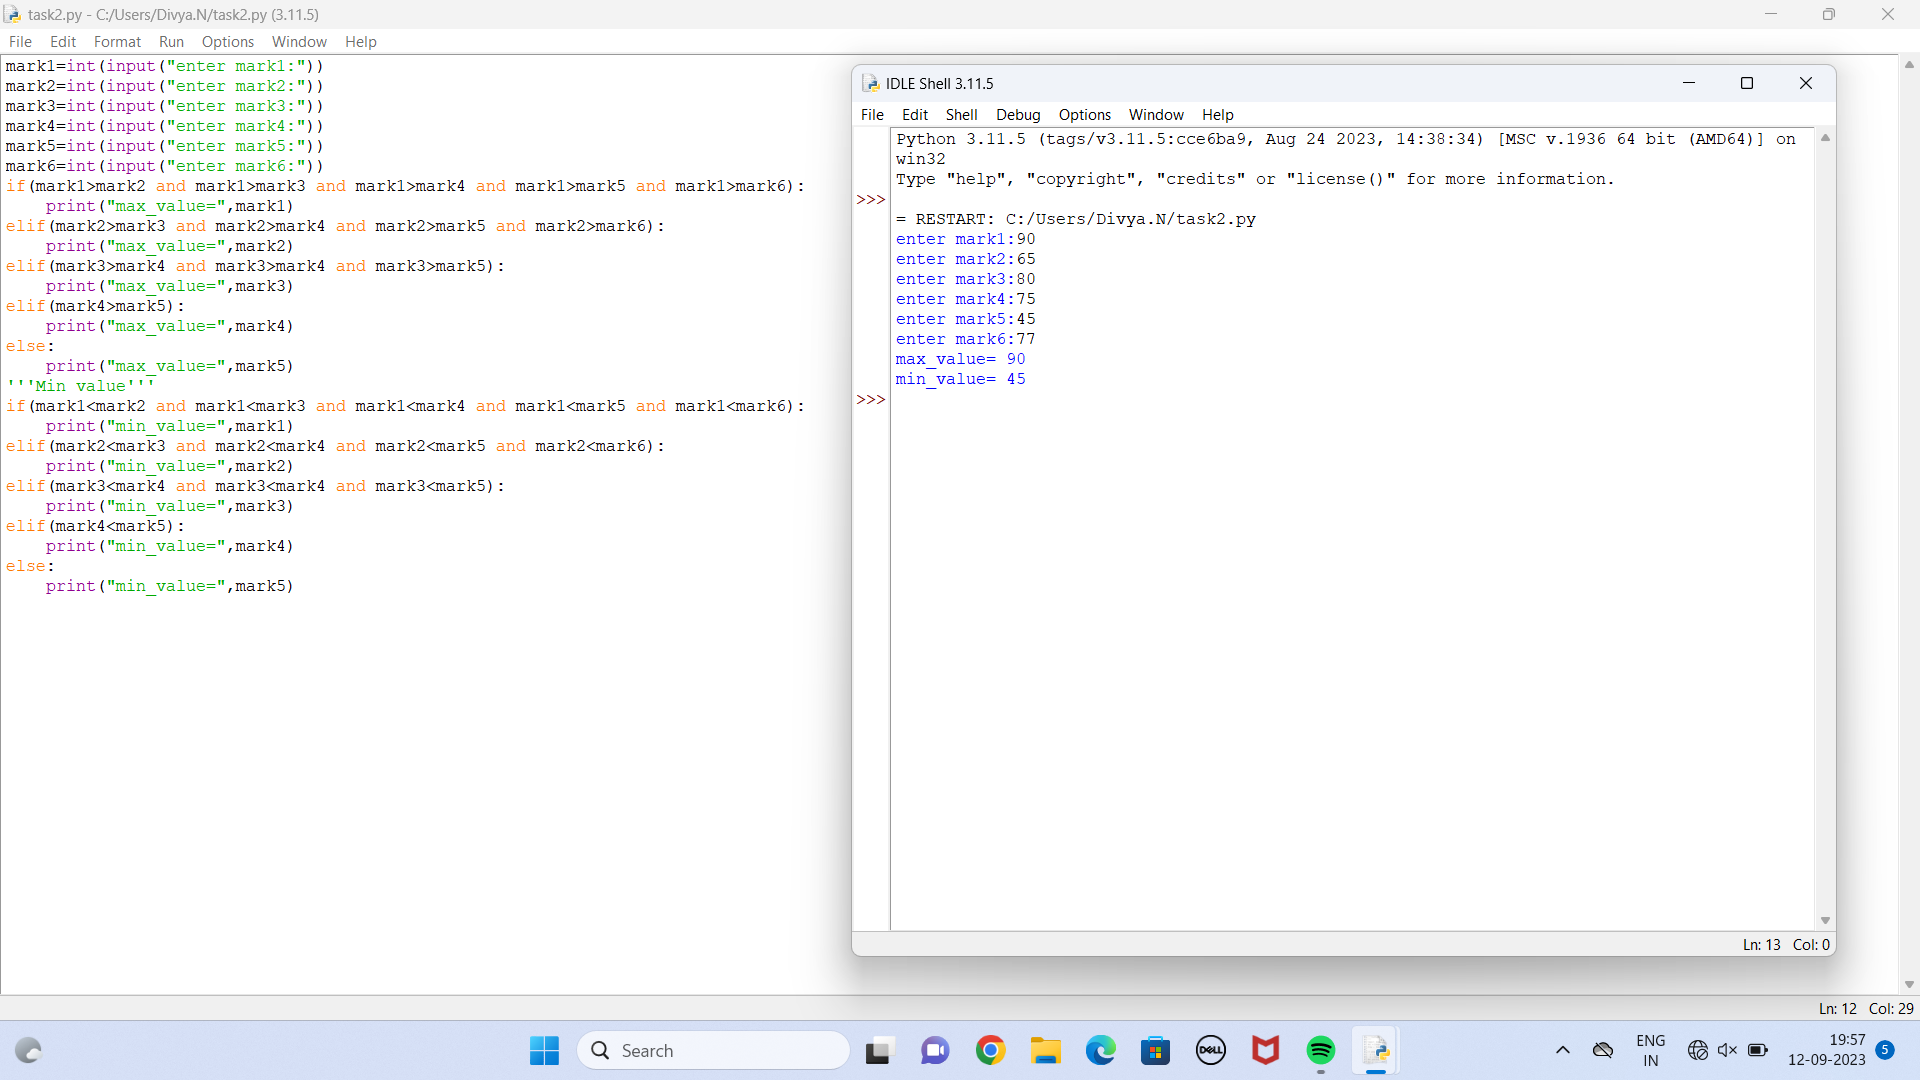 task2.py - C:/Users/Divya.N/task2.py (3.11.5)
File Edit Format Run Options Window Help
mark1=int(input("enter mark1:"))
mark2=int(input("enter mark2:"))
mark3=int(input("enter mark3:"))
mark4=int(input("enter mark4:"))
mark5=int(input("enter mark5:"))
mark6=int(input("enter mark6:"))
if(mark1>mark2 and mark1>mark3 and mark1>mark4 and mark1>mark5 and mark1>mark6):
    print("max_value=",mark1)
elif(mark2>mark3 and mark2>mark4 and mark2>mark5 and mark2>mark6):
    print("max_value=",mark2)
elif(mark3>mark4 and mark3>mark4 and mark3>mark5):
    print("max_value=",mark3)
elif(mark4>mark5):
    print("max_value=",mark4)
else:
    print("max_value=",mark5)
'''Min value'''
if(mark1<mark2 and mark1<mark3 and mark1<mark4 and mark1<mark5 and mark1<mark6):
    print("min_value=",mark1)
elif(mark2<mark3 and mark2<mark4 and mark2<mark5 and mark2<mark6):
    print("min_value=",mark2)
elif(mark3<mark4 and mark3<mark4 and mark3<mark5):
    print("min_value=",mark3)
elif(mark4<mark5):
    print("min_value=",mark4)
else:
    print("min_value=",mark5)
IDLE Shell 3.11.5
File Edit Shell Debug Options Window Help
Python 3.11.5 (tags/v3.11.5:cce6ba9, Aug 24 2023, 14:38:34) [MSC v.1936 64 bit (AMD64)] on
win32
Type "help", "copyright", "credits" or "license()" for more information.
>>>
= RESTART: C:/Users/Divya.N/task2.py
enter mark1:90
enter mark2:65
enter mark3:80
enter mark4:75
enter mark5:45
enter mark6:77
max_value= 90
min_value= 45
>>>
Ln: 13 Col: 0
Ln: 12 Col: 29
Search
DELL
ENG
IN
19:57
12-09-2023
5